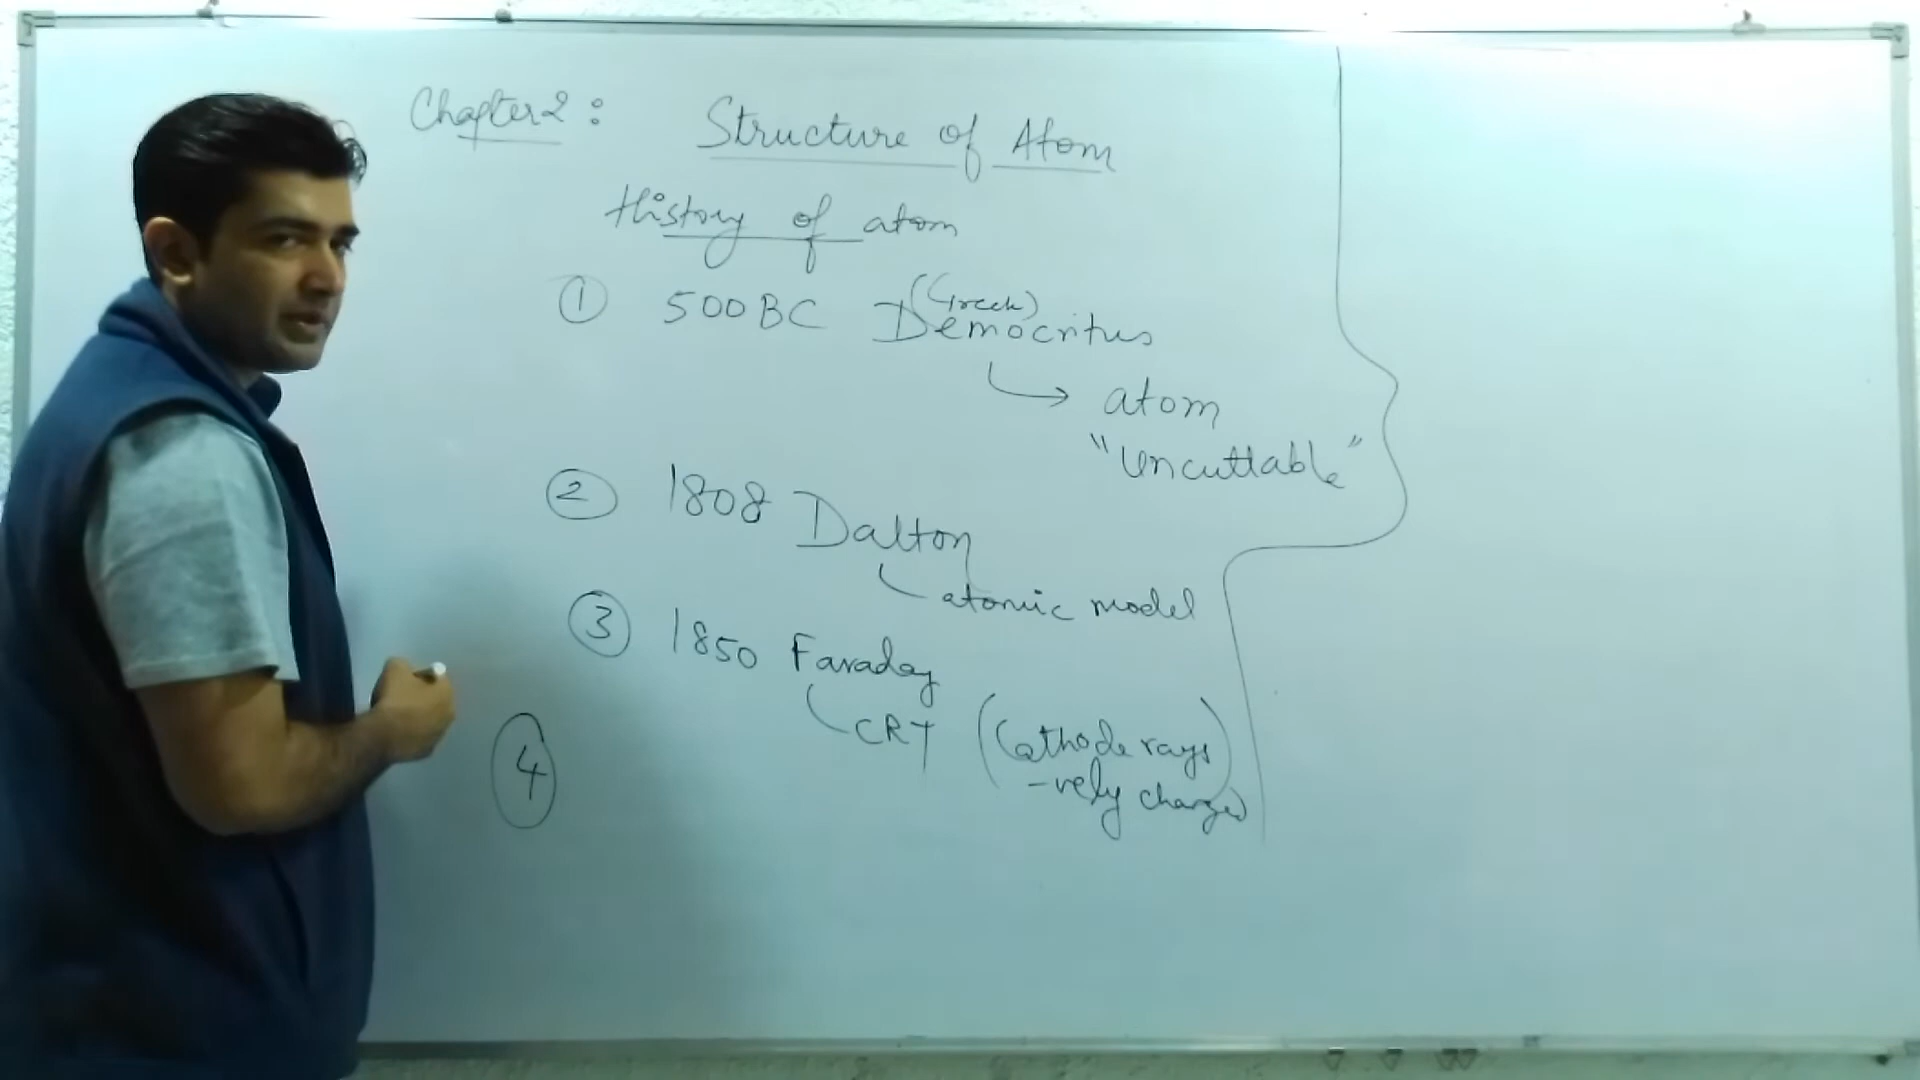 Chapter 2 : Structure of Atom
History of atom
① 500 BC Democritus (Greek)
→ atom
"Uncuttable"
② 1808 Dalton
atomic model
③ 1850 Faraday
CRT (Cathode rays
-vely charged)
④